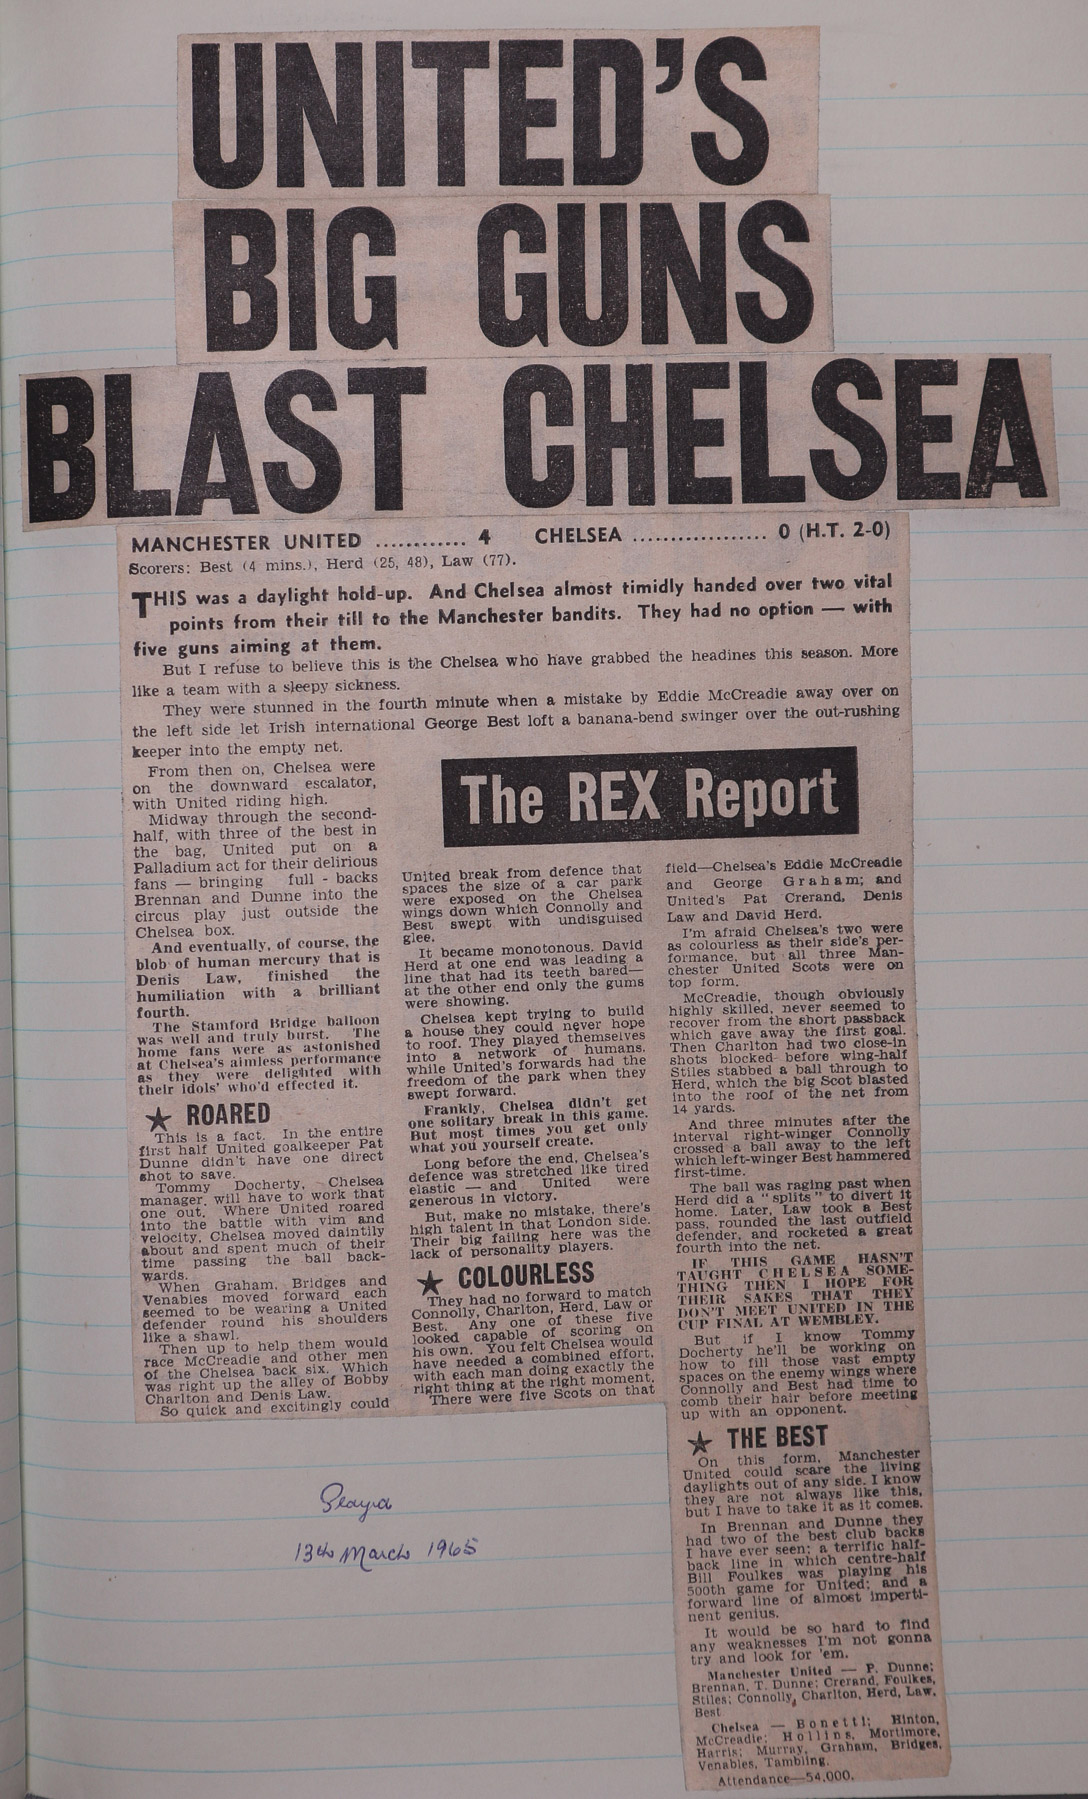 UNITED'S
BIG GUNS
BLAST CHELSEA
MANCHESTER UNITED ............ 4 CHELSEA .................. 0 (H.T. 2-0)
Scorers: Best (4 mins.), Herd (25, 48), Law (77).
THIS was a daylight hold-up. And Chelsea almost timidly handed over two vital
points from their till to the Manchester bandits. They had no option — with
five guns aiming at them.
But I refuse to believe this is the Chelsea who have grabbed the headines this season. More
like a team with a sleepy sickness.
They were stunned in the fourth minute when a mistake by Eddie McCreadie away over on
the left side let Irish international George Best loft a banana-bend swinger over the out-rushing
keeper into the empty net.
From then on, Chelsea were
on the downward escalator,
with United riding high.
Midway through the second-
half, with three of the best in
the bag, United put on a
Palladium act for their delirious
fans — bringing full-backs
Brennan and Dunne into the
circus play just outside the
Chelsea box.
And eventually, of course, the
blob of human mercury that is
Denis Law, finished the
humiliation with a brilliant
fourth.
The Stamford Bridge balloon
was well and truly burst. The
home fans were as astonished
at Chelsea's aimless performance
as they were delighted with
their idols' who'd effected it.
★ ROARED
This is a fact. In the entire
first half United goalkeeper Pat
Dunne didn't have one direct
shot to save.
Tommy Docherty, Chelsea
manager, will have to work that
one out. Where United roared
into the battle with vim and
velocity, Chelsea moved daintily
about and spent much of their
time passing the ball back-
wards.
When Graham, Bridges and
Venables moved forward each
seemed to be wearing a United
defender round his shoulders
like a shawl.
Then up to help them would
race McCreadie and other men
of the Chelsea back six. Which
was right up the alley of Bobby
Charlton and Denis Law.
So quick and excitingly could
The REX Report
United break from defence that
spaces the size of a car park
were exposed on the Chelsea
wings down which Connolly and
Best swept with undisguised
glee.
It became monotonous. David
Herd at one end was leading a
line that had its teeth bared—
at the other end only the gums
were showing.
Chelsea kept trying to build
a house they could never hope
to roof. They played themselves
into a network of humans,
while United's forwards had the
freedom of the park when they
swept forward.
Frankly, Chelsea didn't get
one solitary break in this game.
But most times you get only
what you yourself create.
Long before the end, Chelsea's
defence was stretched like tired
elastic — and United were
generous in victory.
But, make no mistake, there's
high talent in that London side.
Their big failing here was the
lack of personality players.
★ COLOURLESS
They had no forward to match
Connolly, Charlton, Herd, Law or
Best. Any one of these five
looked capable of scoring on
his own. You felt Chelsea would
have needed a combined effort,
with each man doing exactly the
right thing at the right moment.
There were five Scots on that
field—Chelsea's Eddie McCreadie
and George Graham; and
United's Pat Crerand, Denis
Law and David Herd.
I'm afraid Chelsea's two were
as colourless as their side's per-
formance, but all three Man-
chester United Scots were on
top form.
McCreadie, though obviously
highly skilled, never seemed to
recover from the short passback
which gave away the first goal.
Then Charlton had two close-in
shots blocked before wing-half
Stiles stabbed a ball through to
Herd, which the big Scot blasted
into the roof of the net from
14 yards.
And three minutes after the
interval right-winger Connolly
crossed a ball away to the left
which left-winger Best hammered
first-time.
The ball was raging past when
Herd did a "splits" to divert it
home. Later, Law took a Best
pass, rounded the last outfield
defender, and rocketed a great
fourth into the net.
IF THIS GAME HASN'T
TAUGHT CHELSEA SOME-
THING THEN I HOPE FOR
THEIR SAKES THAT THEY
DON'T MEET UNITED IN THE
CUP FINAL AT WEMBLEY.
But if I know Tommy
Docherty he'll be working on
how to fill those vast empty
spaces on the enemy wings where
Connolly and Best had time to
comb their hair before meeting
up with an opponent.
★ THE BEST
On this form, Manchester
United could scare the living
daylights out of any side. I know
they are not always like this,
but I have to take it as it comes.
In Brennan and Dunne they
had two of the best club backs
I have ever seen; a terrific half-
back line in which centre-half
Bill Foulkes was playing his
500th game for United; and a
forward line of almost imperti-
nent genius.
It would be so hard to find
any weaknesses I'm not gonna
try and look for 'em.
Manchester United — P. Dunne;
Brennan, T. Dunne; Crerand, Foulkes,
Stiles; Connolly, Charlton, Herd, Law,
Best
Chelsea — Bonetti; Hinton,
McCreadie; Hollins, Mortimore,
Harris; Murray, Graham, Bridges,
Venables, Tambling.
Attendance—54,000.
Played
13th March 1965